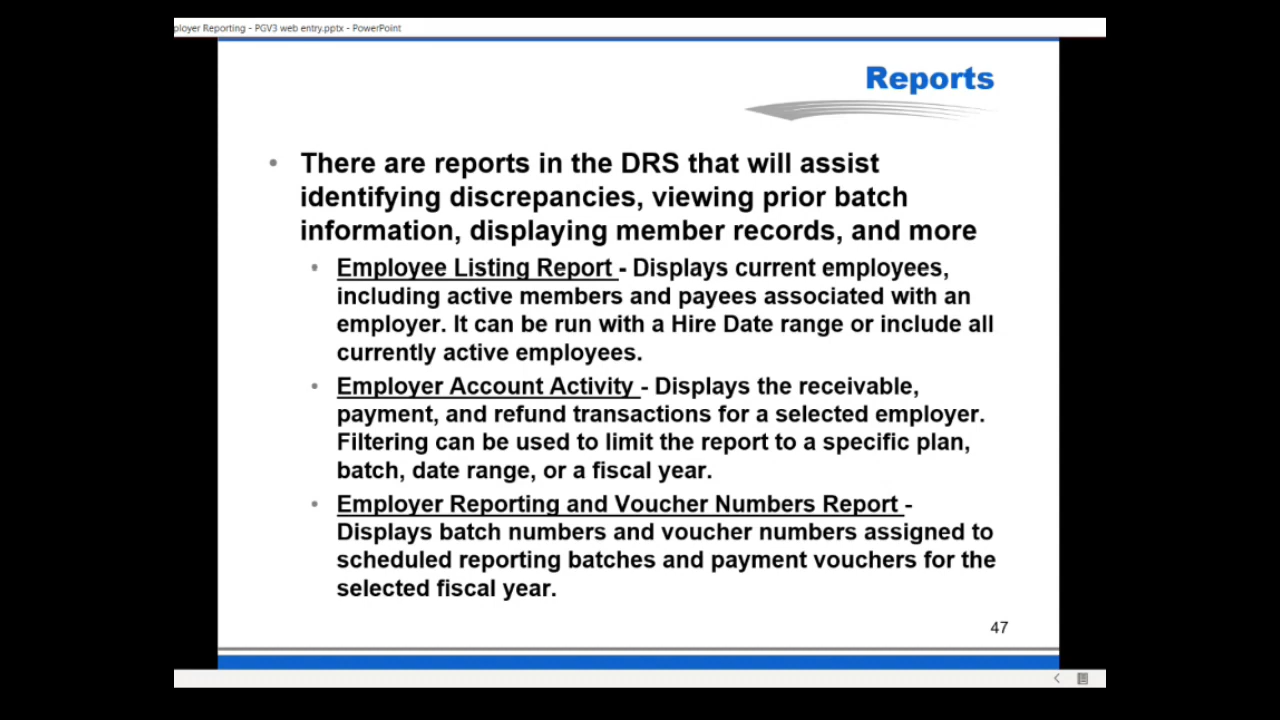 ployer Reporting - PGV3 web entry.pptx - PowerPoint
Reports
• There are reports in the DRS that will assist
identifying discrepancies, viewing prior batch
information, displaying member records, and more
• Employee Listing Report - Displays current employees,
including active members and payees associated with an
employer. It can be run with a Hire Date range or include all
currently active employees.
• Employer Account Activity - Displays the receivable,
payment, and refund transactions for a selected employer.
Filtering can be used to limit the report to a specific plan,
batch, date range, or a fiscal year.
• Employer Reporting and Voucher Numbers Report -
Displays batch numbers and voucher numbers assigned to
scheduled reporting batches and payment vouchers for the
selected fiscal year.
47